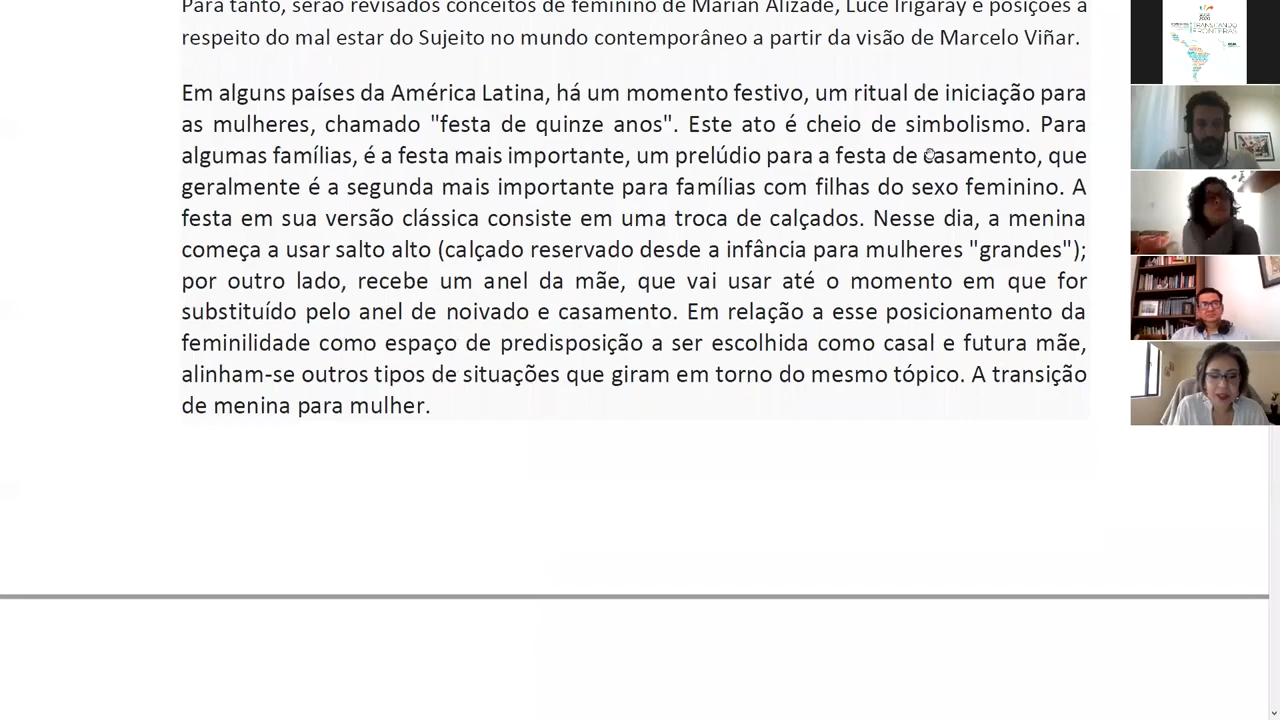 Para tanto, serão revisados conceitos de feminino de Marian Alizade, Luce Irigaray e posições a
respeito do mal estar do Sujeito no mundo contemporâneo a partir da visão de Marcelo Viñar.
Em alguns países da América Latina, há um momento festivo, um ritual de iniciação para
as mulheres, chamado "festa de quinze anos". Este ato é cheio de simbolismo. Para
algumas famílias, é a festa mais importante, um prelúdio para a festa de casamento, que
geralmente é a segunda mais importante para famílias com filhas do sexo feminino. A
festa em sua versão clássica consiste em uma troca de calçados. Nesse dia, a menina
começa a usar salto alto (calçado reservado desde a infância para mulheres "grandes");
por outro lado, recebe um anel da mãe, que vai usar até o momento em que for
substituído pelo anel de noivado e casamento. Em relação a esse posicionamento da
feminilidade como espaço de predisposição a ser escolhida como casal e futura mãe,
alinham-se outros tipos de situações que giram em torno do mesmo tópico. A transição
de menina para mulher.
FRONTEIRAS